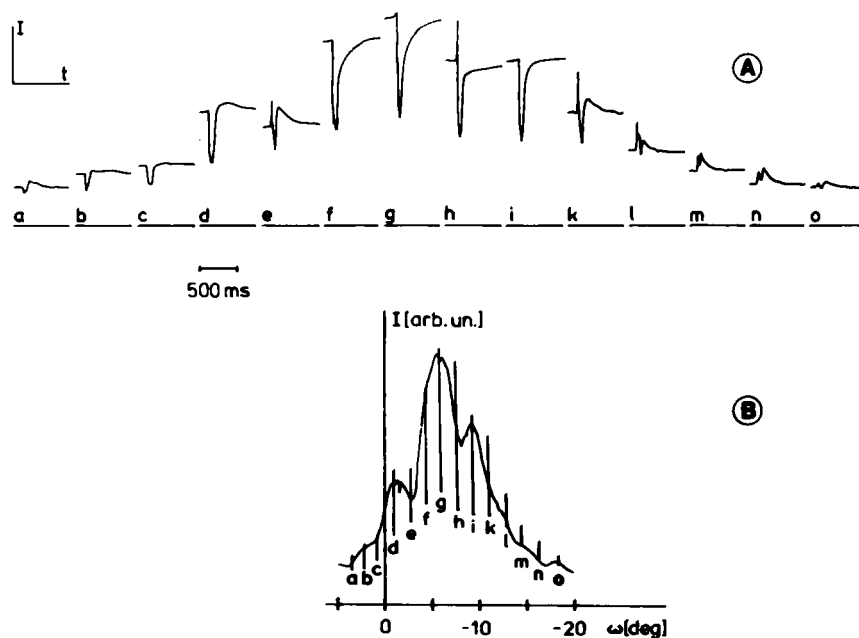 I
t
A
a b c d e f g h i k l m n o
500 ms
I [arb. un.]
B
a b c d e f g h i k l m n o
0 -10 -20 ω[deg]